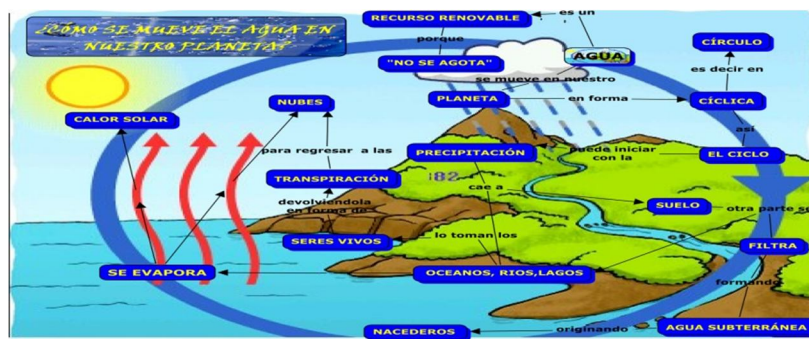 ¿COMO SE MUEVE EL AGUA EN
NUESTRO PLANETA?
RECURSO RENOVABLE
es un
porque
"NO SE AGOTA"
AGUA
CÍRCULO
se mueve en nuestro
es decir en
PLANETA
en forma
CÍCLICA
NUBES
CALOR SOLAR
así
para regresar a las
PRECIPITACIÓN
puede iniciar
con la
EL CICLO
TRANSPIRACIÓN
:82
cae a
devolviéndola
en forma de
SUELO
otra parte se
SERES VIVOS
lo toman los
FILTRA
SE EVAPORA
OCEANOS, RIOS,LAGOS
formando
NACEDEROS
originando
AGUA SUBTERRÁNEA